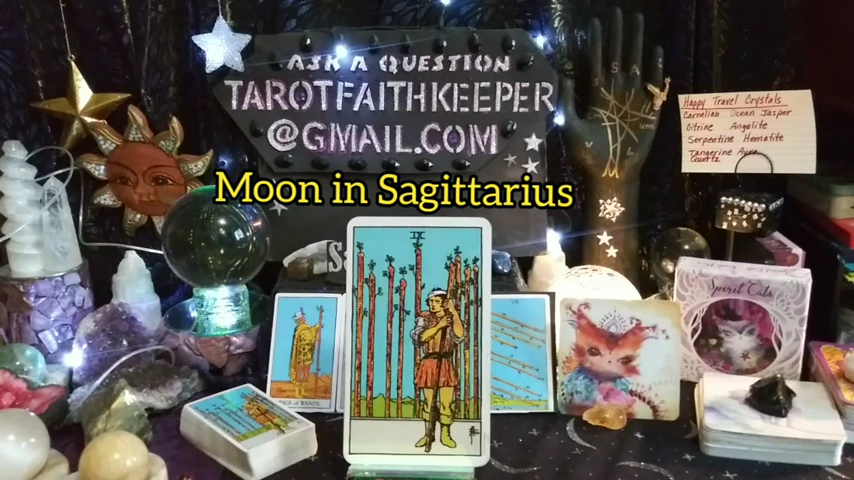 ASK A QUESTION
TAROTFAITHKEEPER
@GMAIL.COM
Moon in Sagittarius
Happy Travel Crystals
Carnelian Ocean Jasper
Citrine Angelite
Serpentine Hematite
Tangerine Aura
Quartz
IX
VIII
PAGE of WANDS.
Spirit Cats